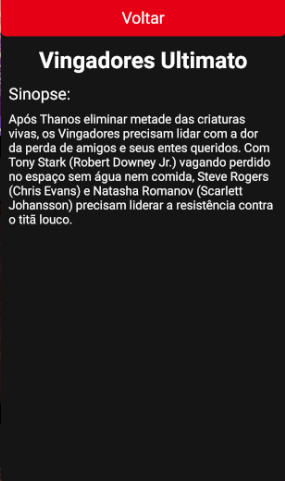 Voltar
Vingadores Ultimato
Sinopse:
Após Thanos eliminar metade das criaturas
vivas, os Vingadores precisam lidar com a dor
da perda de amigos e seus entes queridos. Com
Tony Stark (Robert Downey Jr.) vagando perdido
no espaço sem água nem comida, Steve Rogers
(Chris Evans) e Natasha Romanov (Scarlett
Johansson) precisam liderar a resistência contra
o titã louco.